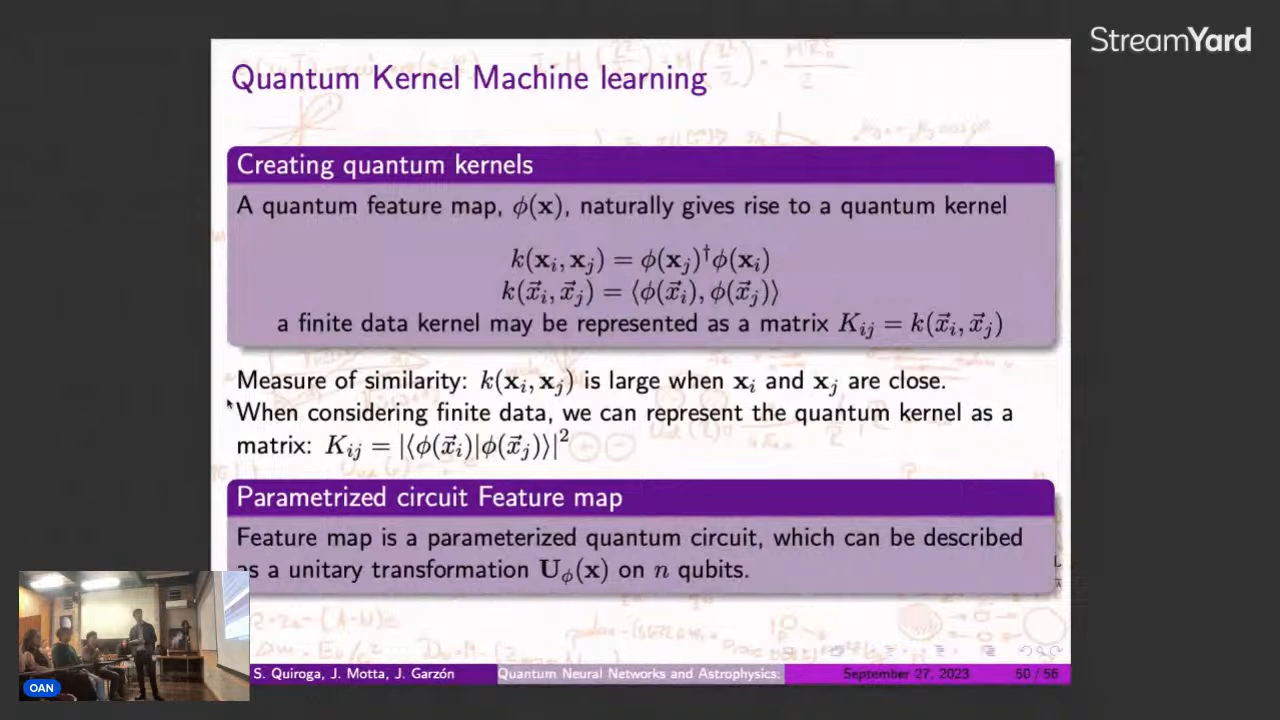 StreamYard
Quantum Kernel Machine learning
Creating quantum kernels
A quantum feature map, ϕ(𝐱), naturally gives rise to a quantum kernel
k(𝐱ᵢ, 𝐱ⱼ) = ϕ(𝐱ⱼ)†ϕ(𝐱ᵢ)
k(x⃗ᵢ, x⃗ⱼ) = ⟨ϕ(x⃗ᵢ), ϕ(x⃗ⱼ)⟩
a finite data kernel may be represented as a matrix Kᵢⱼ = k(x⃗ᵢ, x⃗ⱼ)
Measure of similarity: k(𝐱ᵢ, 𝐱ⱼ) is large when 𝐱ᵢ and 𝐱ⱼ are close.
When considering finite data, we can represent the quantum kernel as a
matrix: Kᵢⱼ = |⟨ϕ(x⃗ᵢ)|ϕ(x⃗ⱼ)⟩|²
Parametrized circuit Feature map
Feature map is a parameterized quantum circuit, which can be described
as a unitary transformation 𝐔ϕ(𝐱) on n qubits.
S. Quiroga, J. Motta, J. Garzón
Quantum Neural Networks and Astrophysics:
September 27, 2023
50 / 56
OAN